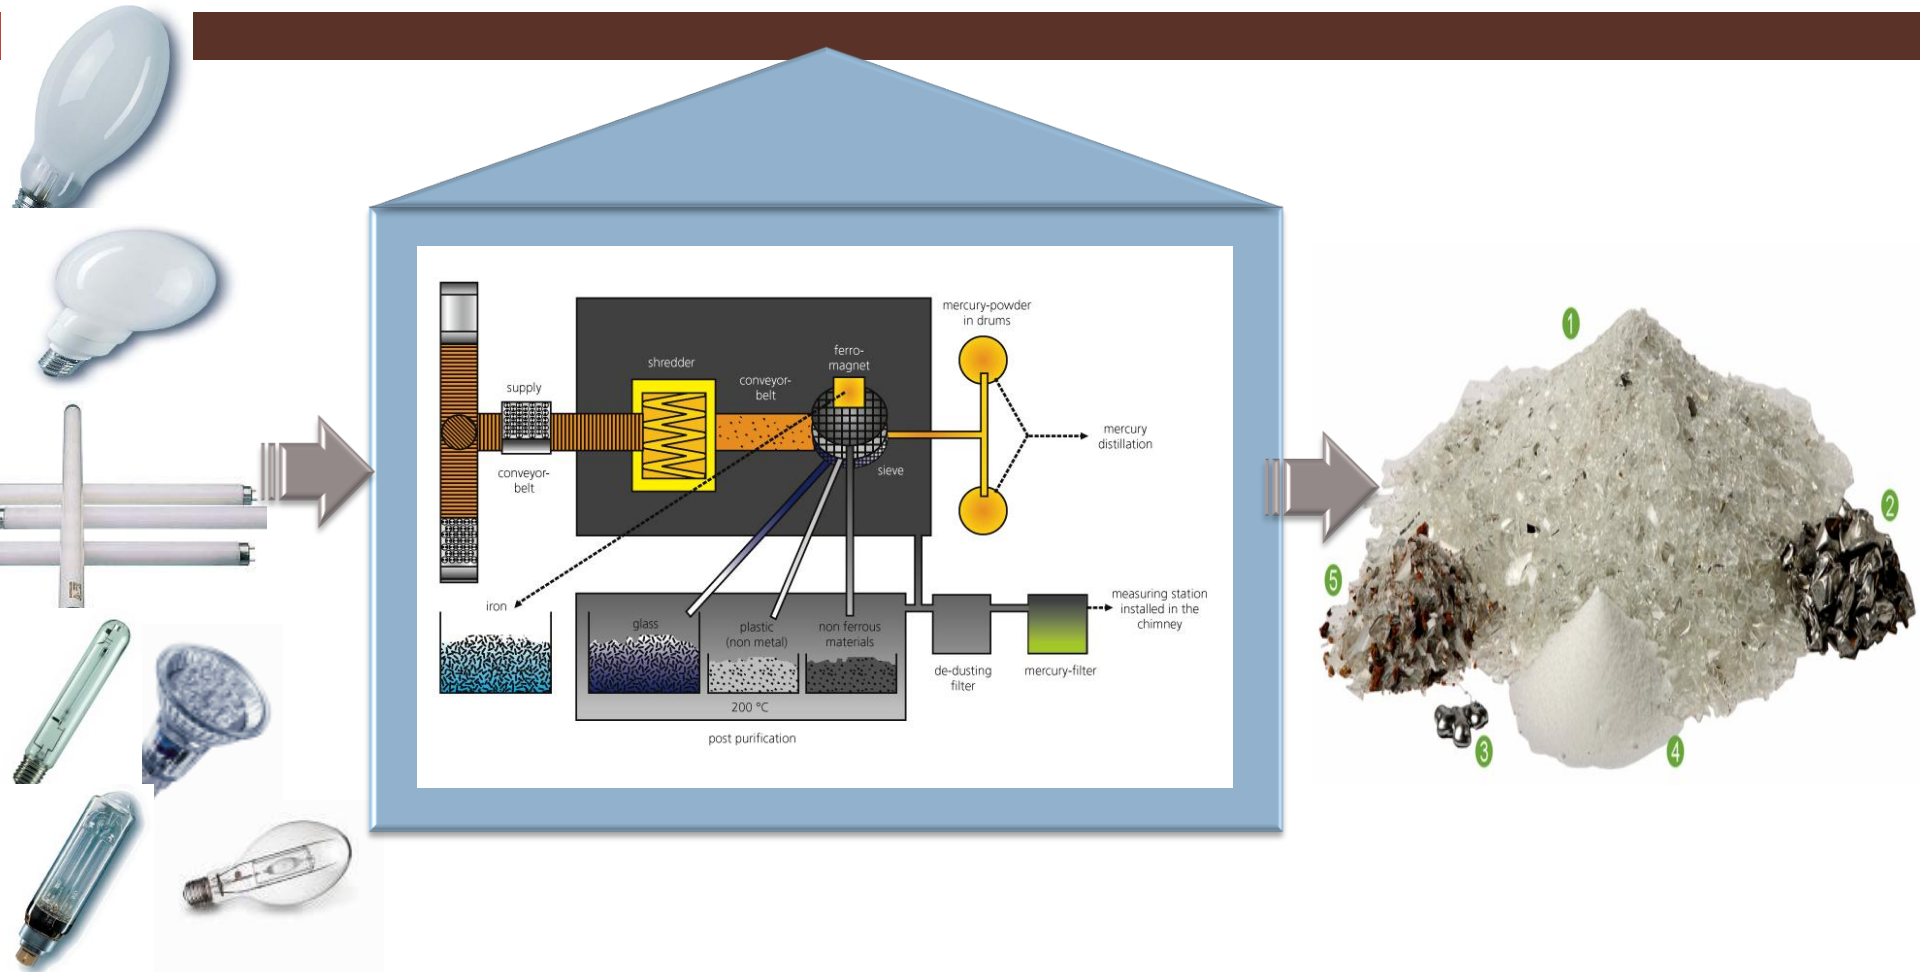 mercury-powder
in drums
ferro-
magnet
shredder
conveyor-
belt
supply
mercury
distillation
sieve
conveyor-
belt
iron
measuring station
installed in the
chimney
glass
plastic
(non metal)
non ferrous
materials
de-dusting
filter
mercury-filter
200 °C
post purification
1
2
5
3
4